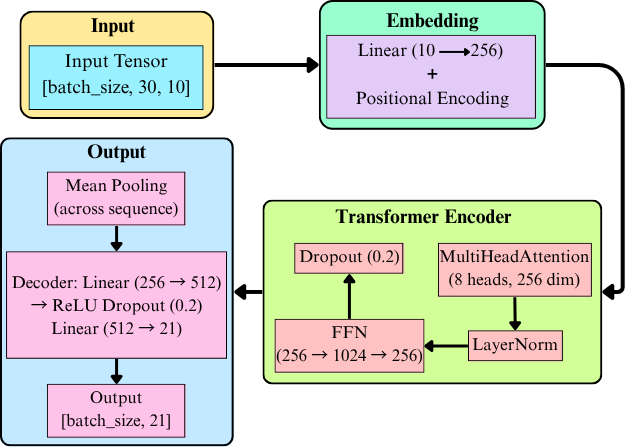 Input
Input Tensor
[batch_size, 30, 10]
Embedding
Linear (10 ⟶256)
+
Positional Encoding
Transformer Encoder
MultiHeadAttention
(8 heads, 256 dim)
LayerNorm
FFN
(256 → 1024 → 256)
Dropout (0.2)
Output
Mean Pooling
(across sequence)
Decoder: Linear (256 → 512)
→ ReLU Dropout (0.2)
Linear (512 → 21)
Output
[batch_size, 21]